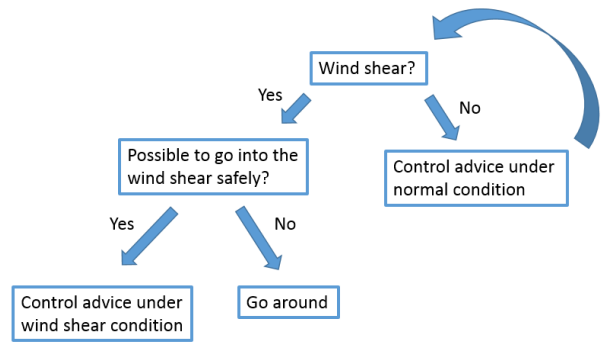 Wind shear?
Yes
No
Possible to go into the
wind shear safely?
Control advice under
normal condition
Yes
No
Control advice under
wind shear condition
Go around